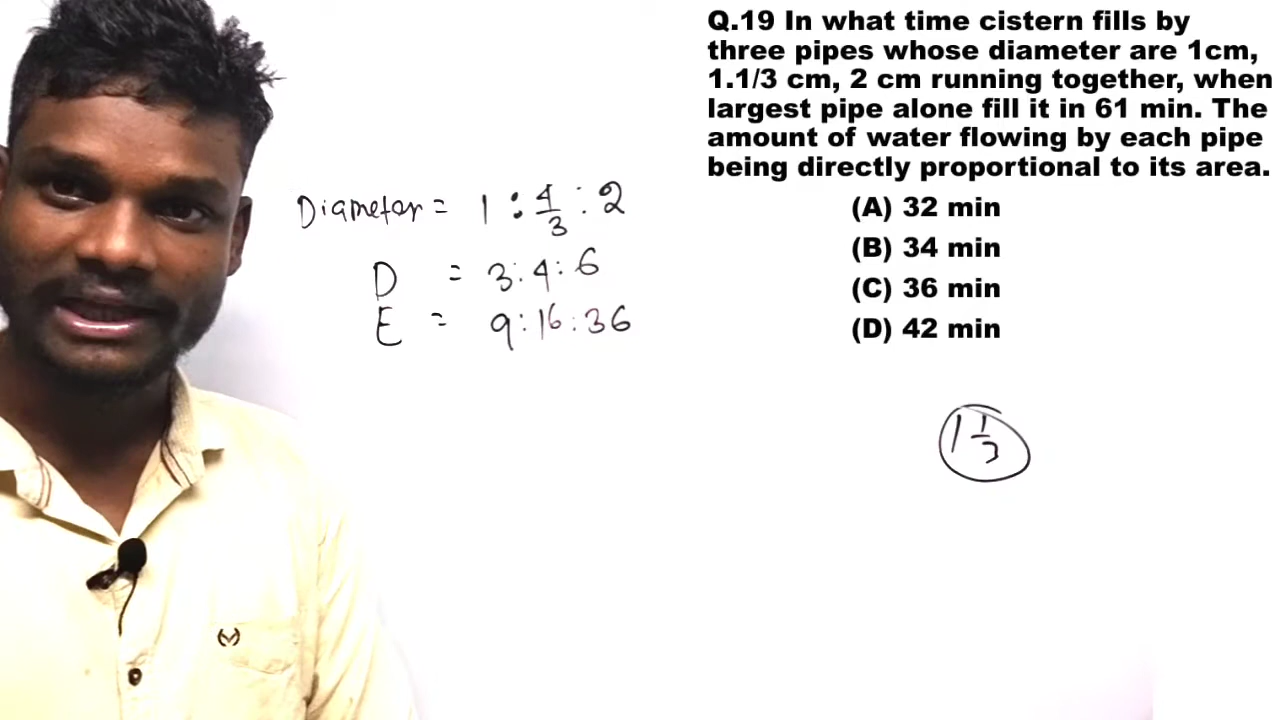 Q.19 In what time cistern fills by
three pipes whose diameter are 1cm,
1.1/3 cm, 2 cm running together, when
largest pipe alone fill it in 61 min. The
amount of water flowing by each pipe
being directly proportional to its area.
(A) 32 min
(B) 34 min
(C) 36 min
(D) 42 min
Diameter = 1 : 4/3 : 2
D = 3:4:6
E = 9:16:36
1 1/3